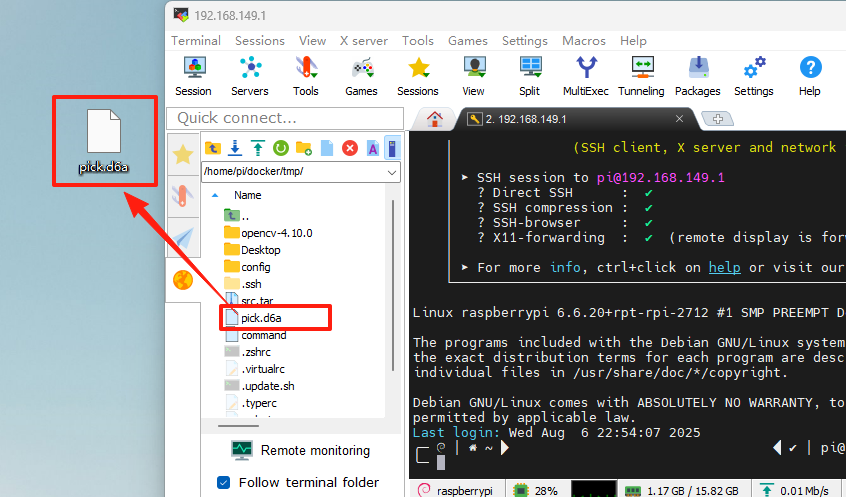 192.168.149.1
Terminal Sessions View X server Tools Games Settings Macros Help
Session Servers Tools Games Sessions View Split MultiExec Tunneling Packages Settings Help
Quick connect...
2. 192.168.149.1
pick.d6a
/home/pi/docker/tmp/
Name
..
opencv-4.10.0
Desktop
config
.ssh
src.tar
pick.d6a
command
.zshrc
.virtualrc
.update.sh
.typerc
Remote monitoring
Follow terminal folder
(SSH client, X server and network
➤ SSH session to pi@192.168.149.1
? Direct SSH : ✔
? SSH compression : ✔
? SSH-browser : ✔
? X11-forwarding : ✔ (remote display is for
➤ For more info, ctrl+click on help or visit our
Linux raspberrypi 6.6.20+rpt-rpi-2712 #1 SMP PREEMPT D
The programs included with the Debian GNU/Linux system
the exact distribution terms for each program are desc
individual files in /usr/share/doc/*/copyright.
Debian GNU/Linux comes with ABSOLUTELY NO WARRANTY, to
permitted by applicable law.
Last login: Wed Aug 6 22:54:07 2025
~ ✔ pi@
raspberrypi 28% 1.17 GB / 15.82 GB 0.01 Mb/s